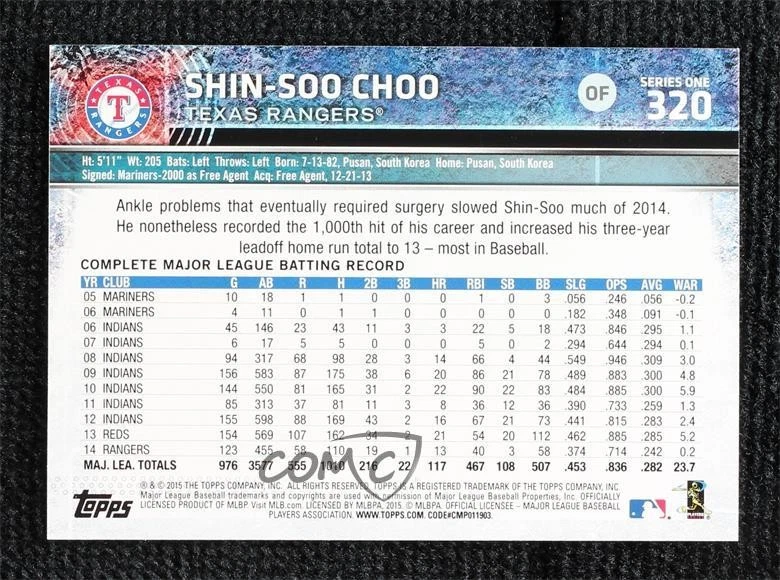 TEXAS
T
RANGERS
SHIN-SOO CHOO
TEXAS RANGERS®
OF
SERIES ONE
320
Ht: 5'11" Wt: 205 Bats: Left Throws: Left Born: 7-13-82, Pusan, South Korea Home: Pusan, South Korea
Signed: Mariners-2000 as Free Agent Acq: Free Agent, 12-21-13
Ankle problems that eventually required surgery slowed Shin-Soo much of 2014.
He nonetheless recorded the 1,000th hit of his career and increased his three-year
leadoff home run total to 13 – most in Baseball.
COMPLETE MAJOR LEAGUE BATTING RECORD
YR CLUB G AB R H 2B 3B HR RBI SB BB SLG OPS AVG WAR
05 MARINERS 10 18 1 1 0 0 0 1 0 3 .056 .246 .056 -0.2
06 MARINERS 4 11 0 1 1 0 0 0 0 0 .182 .348 .091 -0.1
06 INDIANS 45 146 23 43 11 3 3 22 5 18 .473 .846 .295 1.1
07 INDIANS 6 17 5 5 0 0 0 5 0 2 .294 .644 .294 0.1
08 INDIANS 94 317 68 98 28 3 14 66 4 44 .549 .946 .309 3.0
09 INDIANS 156 583 87 175 38 6 20 86 21 78 .489 .883 .300 4.8
10 INDIANS 144 550 81 165 31 2 22 90 22 83 .484 .885 .300 5.9
11 INDIANS 85 313 37 81 11 3 8 36 12 36 .390 .733 .259 1.3
12 INDIANS 155 598 88 169 43 2 16 67 21 73 .441 .815 .283 2.4
13 REDS 154 569 107 162 34 2 21 54 20 112 .462 .885 .285 5.2
14 RANGERS 123 455 58 110 19 1 13 40 3 58 .374 .714 .242 0.2
MAJ. LEA. TOTALS 976 3577 555 1010 216 22 117 467 108 507 .453 .836 .282 23.7
COMC
Topps
® & © 2015 THE TOPPS COMPANY, INC. ALL RIGHTS RESERVED. TOPPS IS A REGISTERED TRADEMARK OF THE TOPPS COMPANY, INC
Major League Baseball trademarks and copyrights are used with permission of Major League Baseball Properties, Inc. OFFICIALLY
LICENSED PRODUCT OF MLBP. Visit MLB.com. LICENSED BY MLBPA, 2015. © MLBPA. OFFICIAL LICENSEE – MAJOR LEAGUE BASEBALL
PLAYERS ASSOCIATION. WWW.TOPPS.COM. CODE#CMP011903.